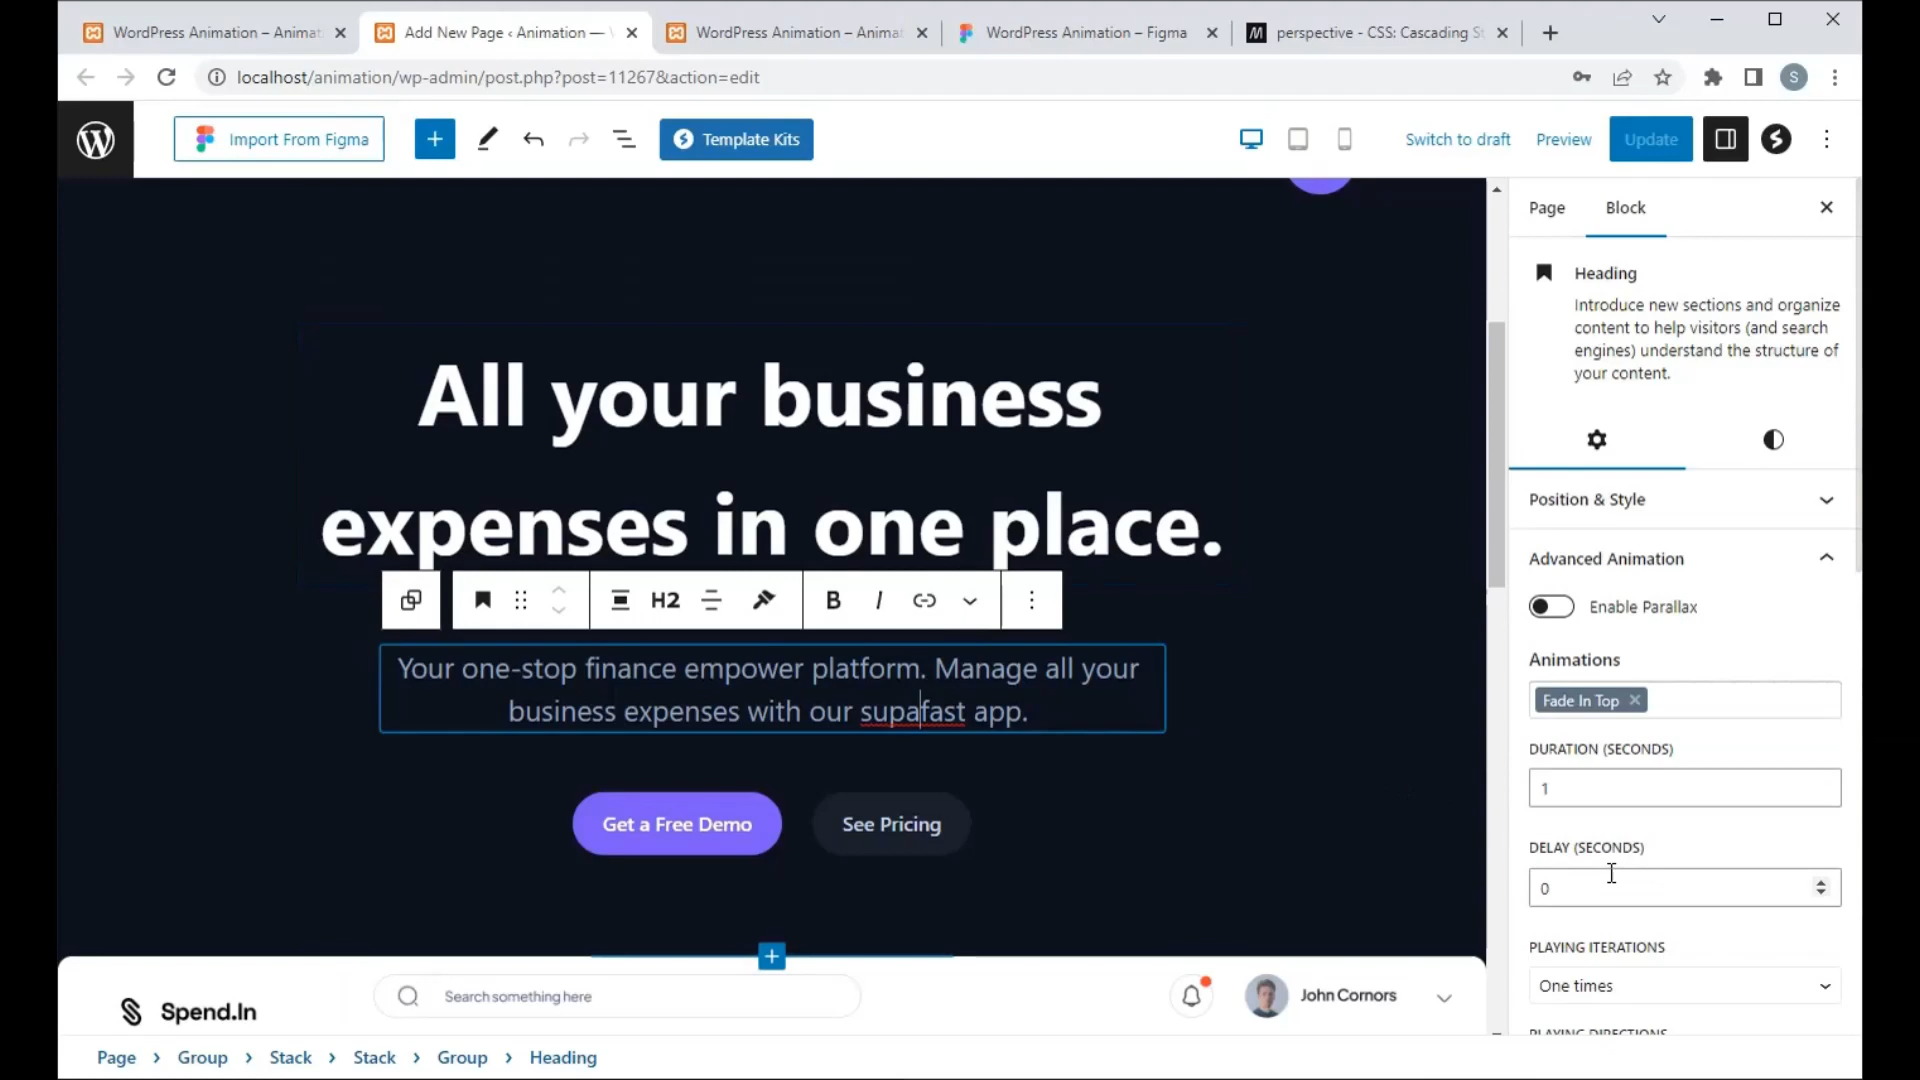 WordPress Animation – Animat
Add New Page ‹ Animation —
WordPress Animation – Animat
WordPress Animation – Figma
perspective - CSS: Cascading St
localhost/animation/wp-admin/post.php?post=11267&action=edit
S
Import From Figma
Template Kits
Switch to draft
Preview
Update
Page
Block
Heading
Introduce new sections and organize
content to help visitors (and search
engines) understand the structure of
your content.
All your business
expenses in one place.
H2
B
I
Your one-stop finance empower platform. Manage all your
business expenses with our supafast app.
Get a Free Demo
See Pricing
Position & Style
Advanced Animation
Enable Parallax
Animations
Fade In Top
DURATION (SECONDS)
1
DELAY (SECONDS)
0
PLAYING ITERATIONS
One times
PLAYING DIRECTIONS
Spend.In
Search something here
John Cornors
Page
Group
Stack
Stack
Group
Heading